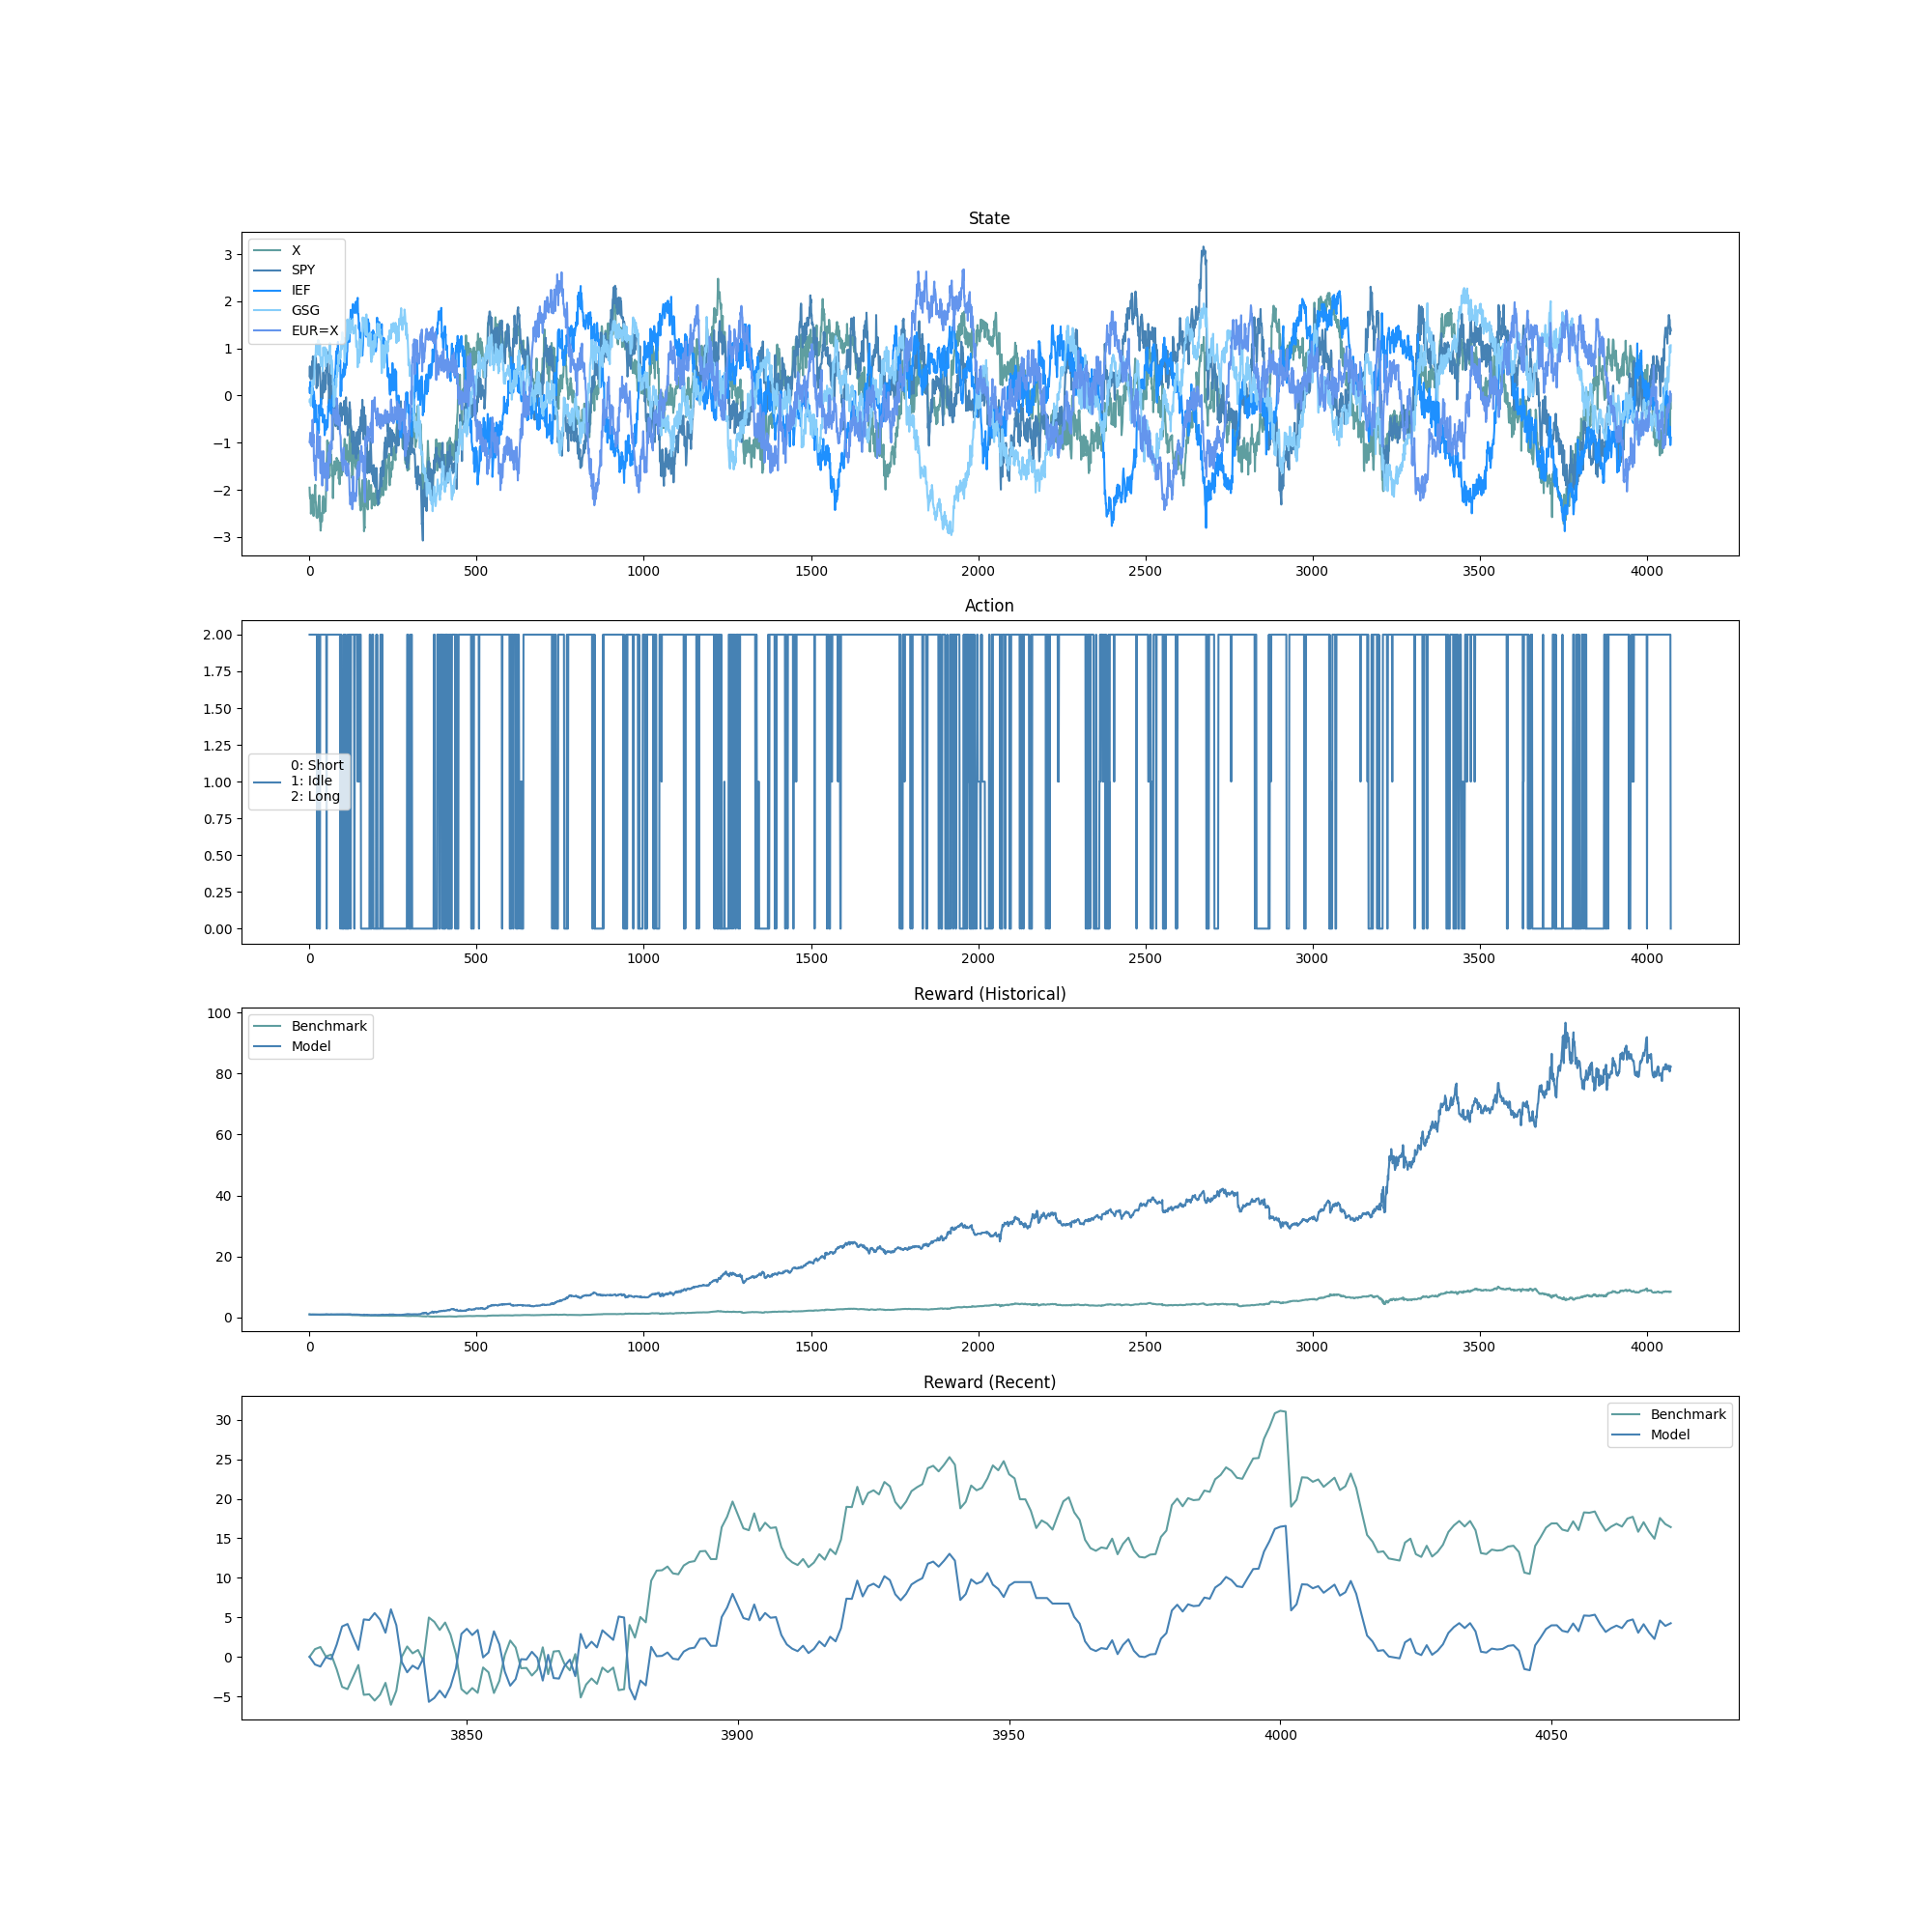 State
X
SPY
IEF
GSG
EUR=X
3
2
1
0
−1
−2
−3
0 500 1000 1500 2000 2500 3000 3500 4000
Action
2.00
1.75
1.50
1.25
1.00
0.75
0.50
0.25
0.00
0: Short
1: Idle
2: Long
0 500 1000 1500 2000 2500 3000 3500 4000
Reward (Historical)
Benchmark
Model
100
80
60
40
20
0
0 500 1000 1500 2000 2500 3000 3500 4000
Reward (Recent)
Benchmark
Model
30
25
20
15
10
5
0
−5
3850 3900 3950 4000 4050